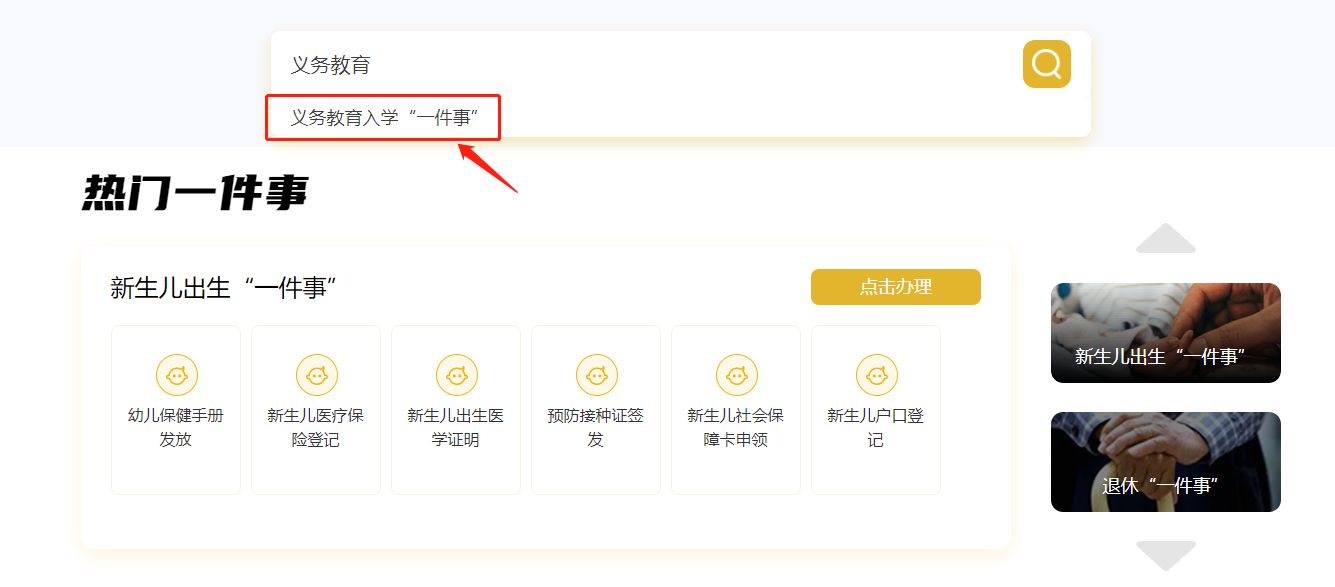 义务教育
义务教育入学“一件事”
热门一件事
新生儿出生“一件事”
点击办理
幼儿保健手册
发放
新生儿医疗保
险登记
新生儿出生医
学证明
预防接种证签
发
新生儿社会保
障卡申领
新生儿户口登
记
新生儿出生“一件事”
退休“一件事”